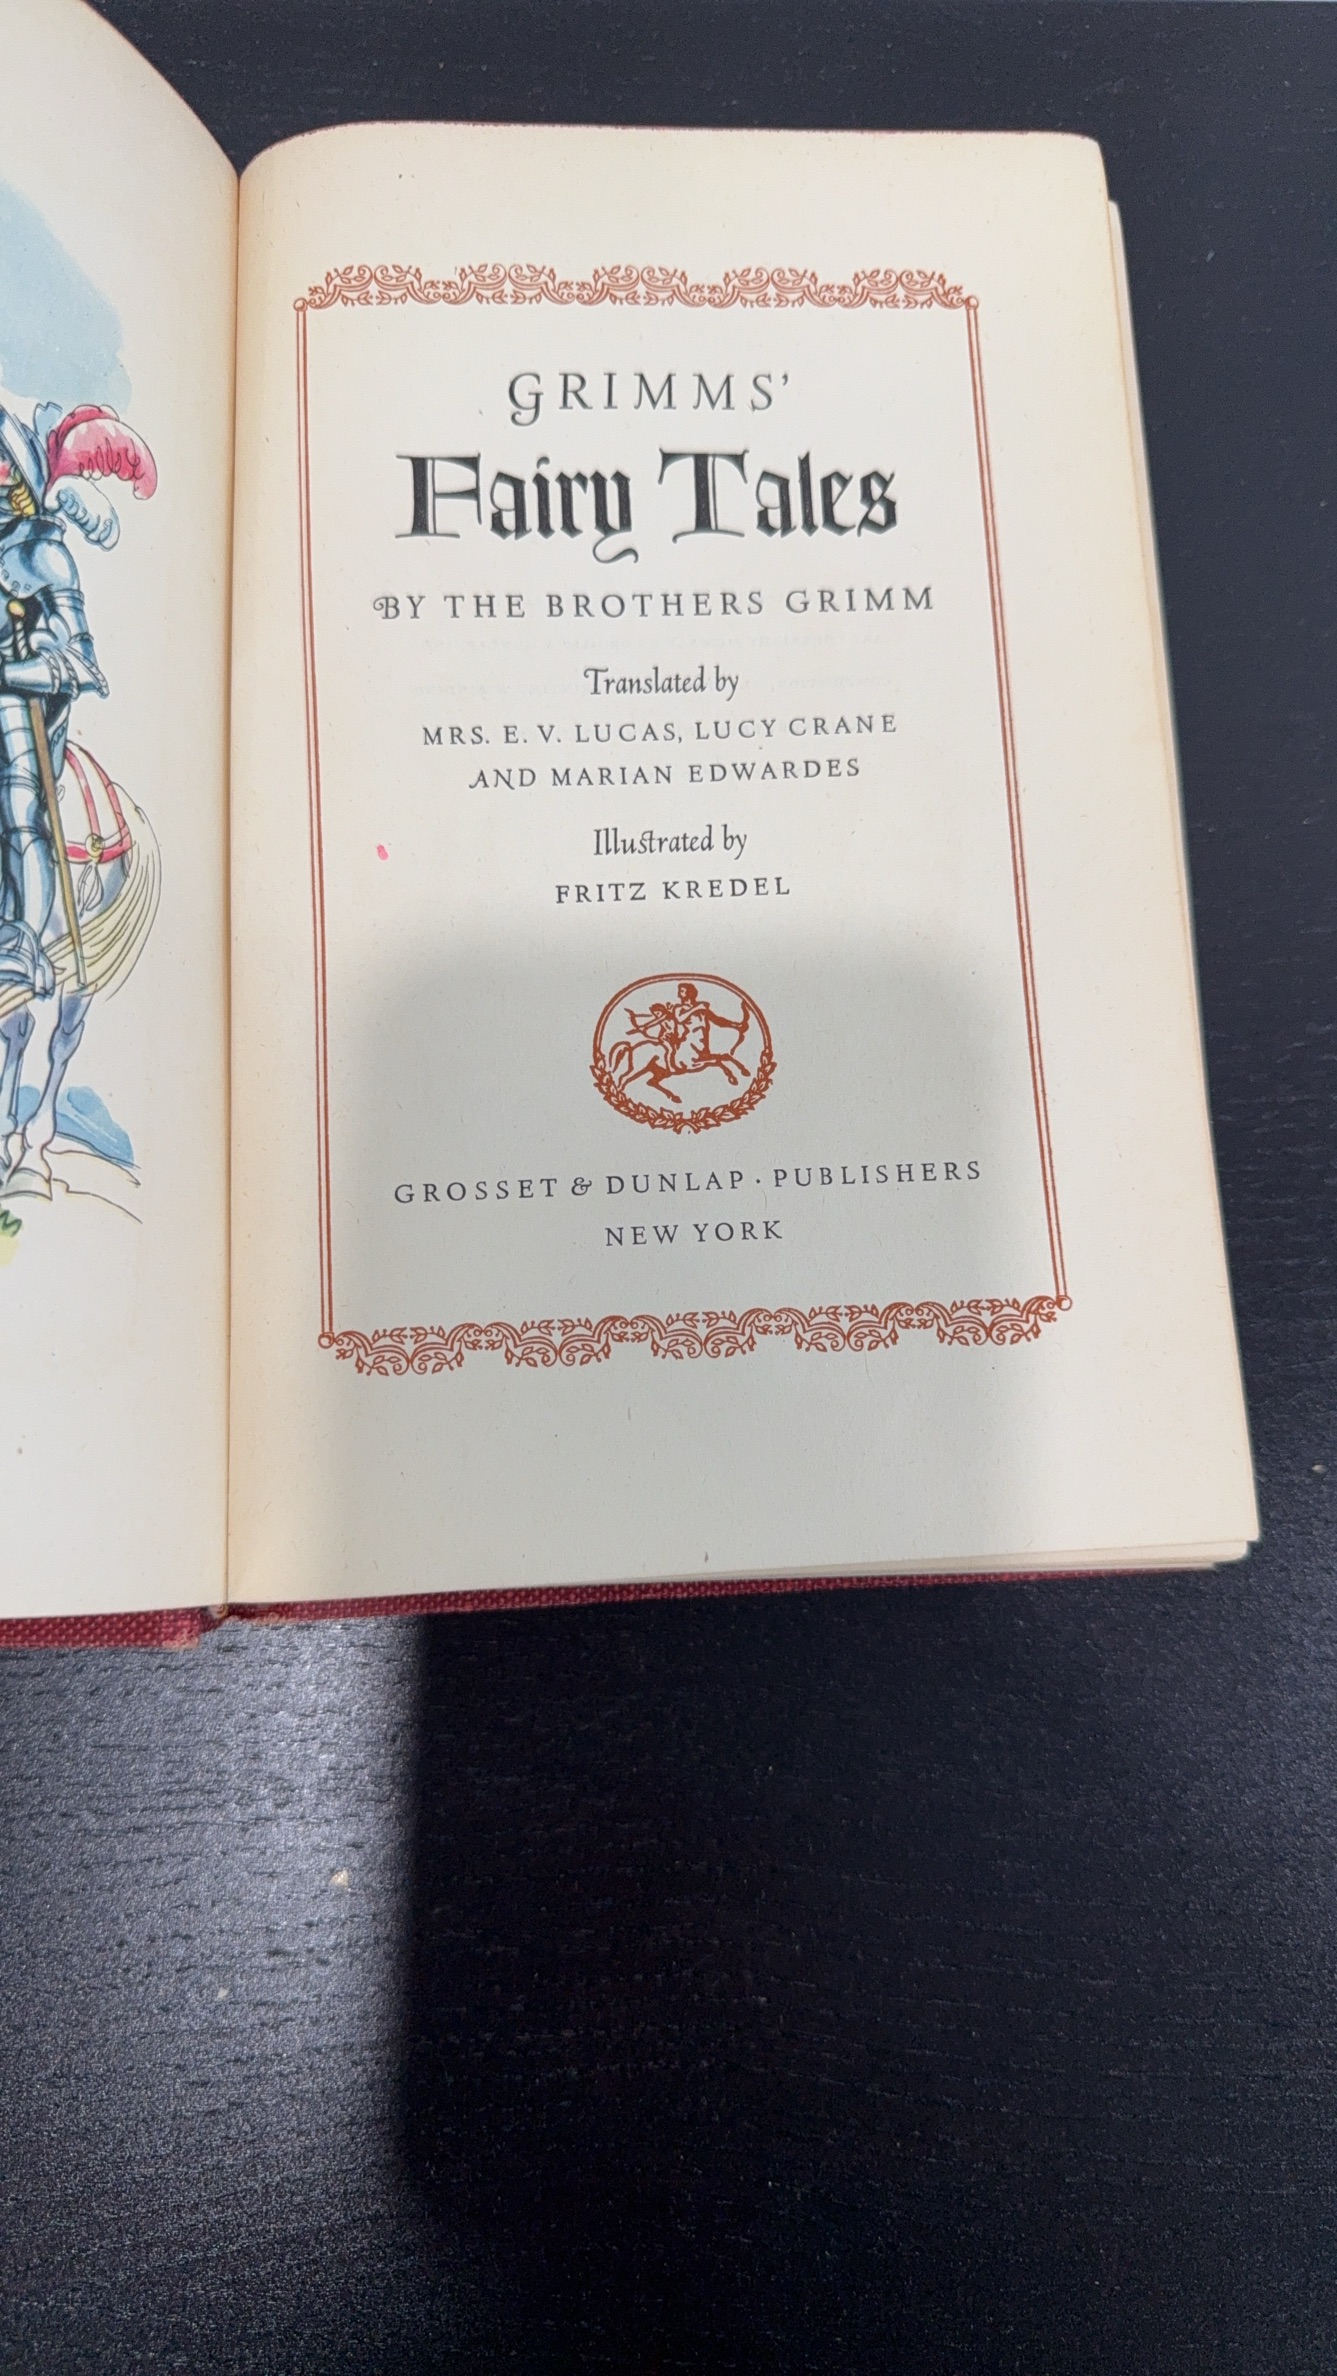 GRIMMS'
Fairy Tales
BY THE BROTHERS GRIMM
Translated by
MRS. E. V. LUCAS, LUCY CRANE
AND MARIAN EDWARDES
Illustrated by
FRITZ KREDEL
GROSSET & DUNLAP · PUBLISHERS
NEW YORK